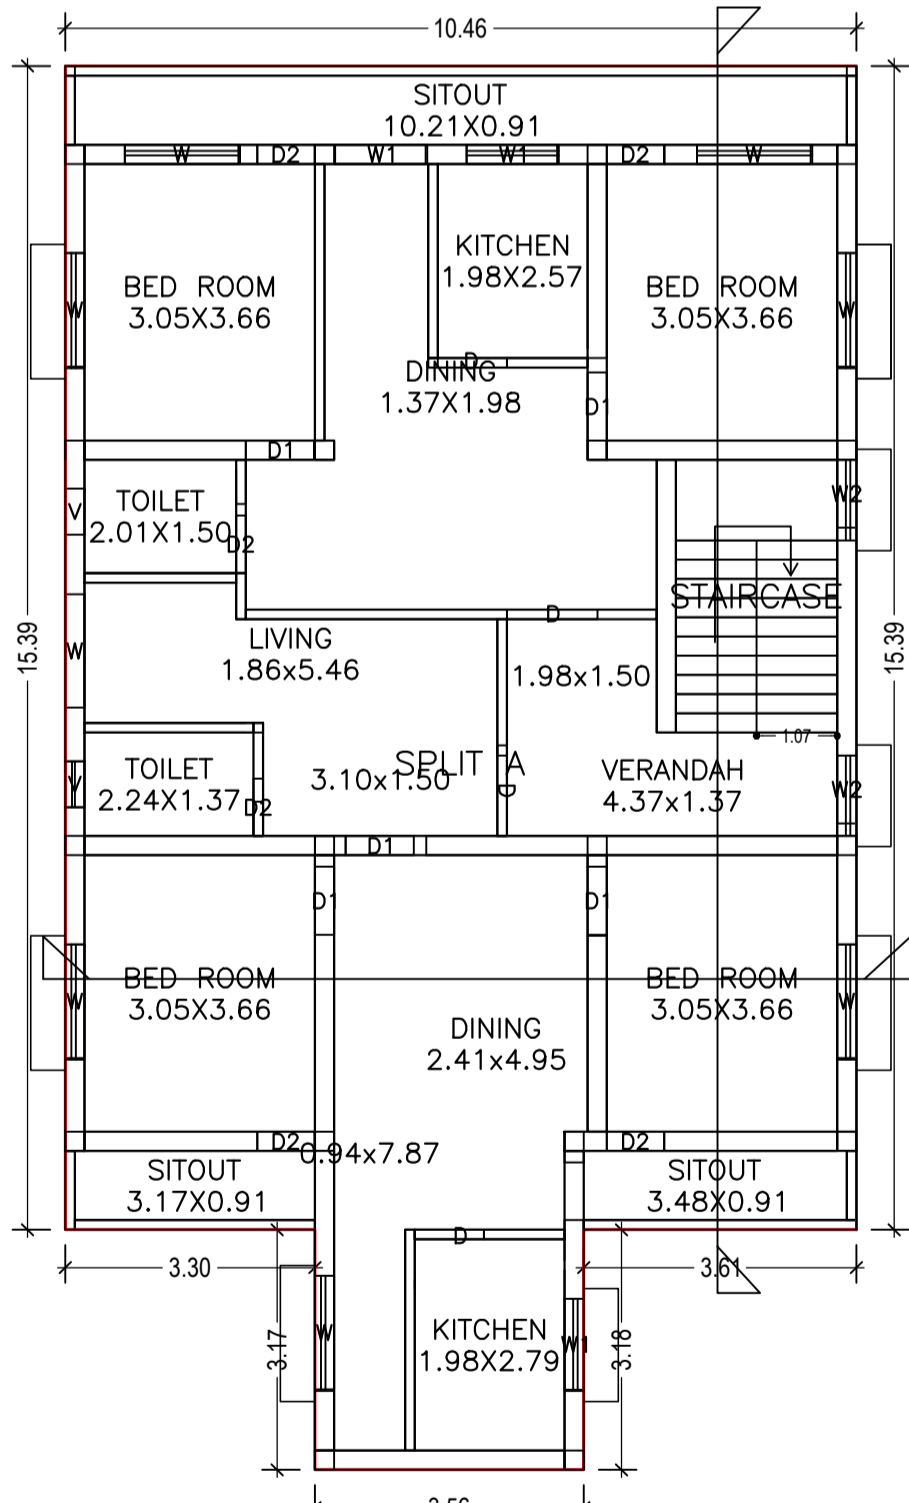 10.46
SITOUT
10.21X0.91
W D2 W1 W1 D2 W
KITCHEN
1.98X2.57
BED ROOM
3.05X3.66
BED ROOM
3.05X3.66
W
W
D
DINING
1.37X1.98
D1
D1
TOILET
2.01X1.50
V
D2
W2
STAIRCASE
D
15.39
15.39
LIVING
1.86x5.46
W
1.98x1.50
1.07
SPLIT A
3.10x1.50
TOILET
2.24X1.37
V
D2
D
VERANDAH
4.37x1.37
W2
D1
D1
D1
BED ROOM
3.05X3.66
W
BED ROOM
3.05X3.66
W
DINING
2.41x4.95
D2
0.94x7.87
D2
SITOUT
3.17X0.91
SITOUT
3.48X0.91
D
3.30
3.61
KITCHEN
1.98X2.79
W
W1
3.17
3.18